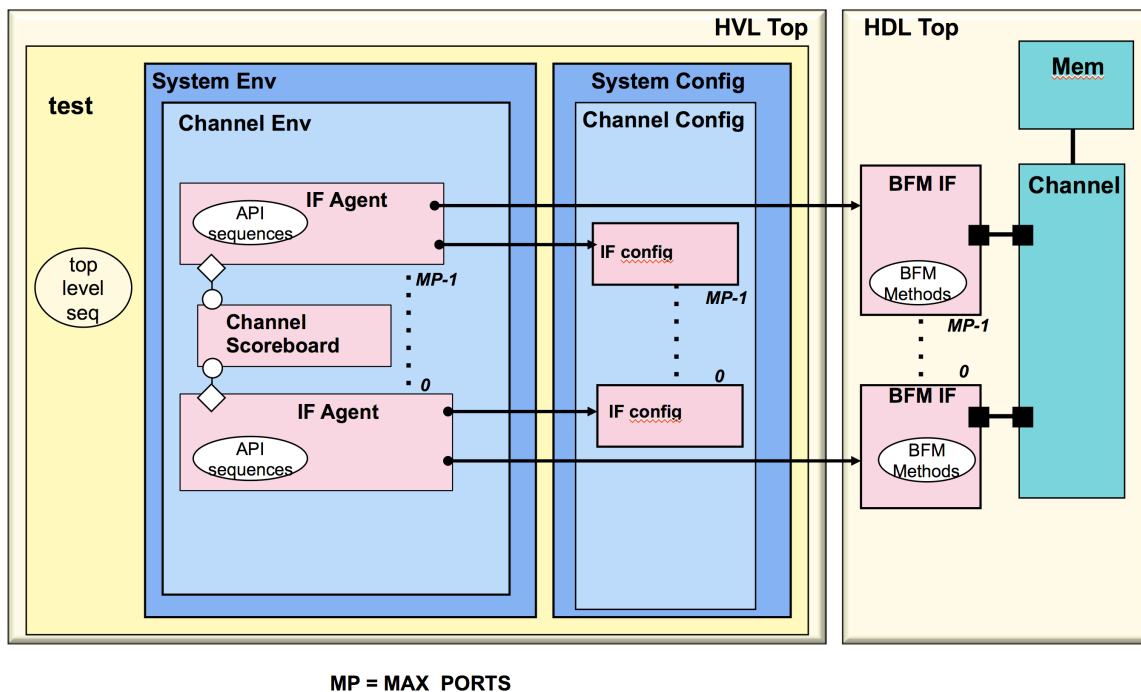 HVL Top
HDL Top
test
System Env
System Config
Mem
Channel Env
Channel Config
IF Agent
API
sequences
BFM IF
Channel
IF config
top
level
seq
MP-1
MP-1
BFM
Methods
MP-1
Channel
Scoreboard
0
0
0
IF Agent
IF config
BFM IF
API
sequences
BFM
Methods
MP = MAX PORTS